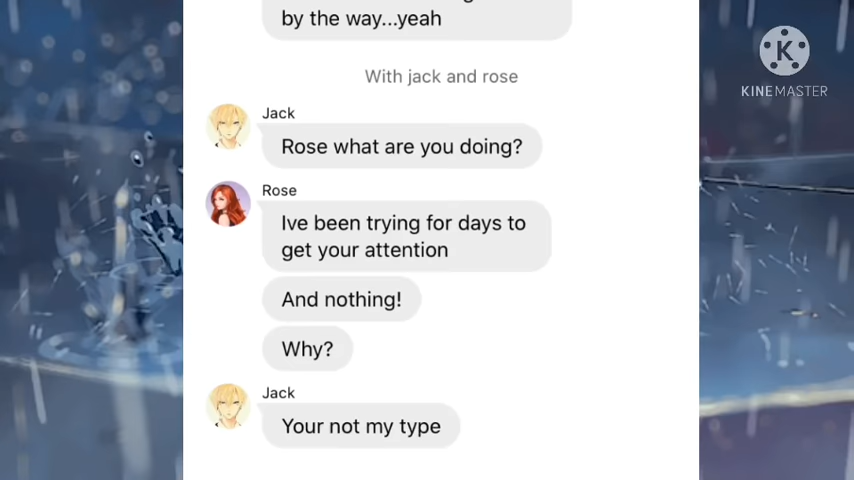 by the way...yeah
With jack and rose
Jack
Rose what are you doing?
Rose
Ive been trying for days to
get your attention
And nothing!
Why?
Jack
Your not my type
K
KINEMASTER